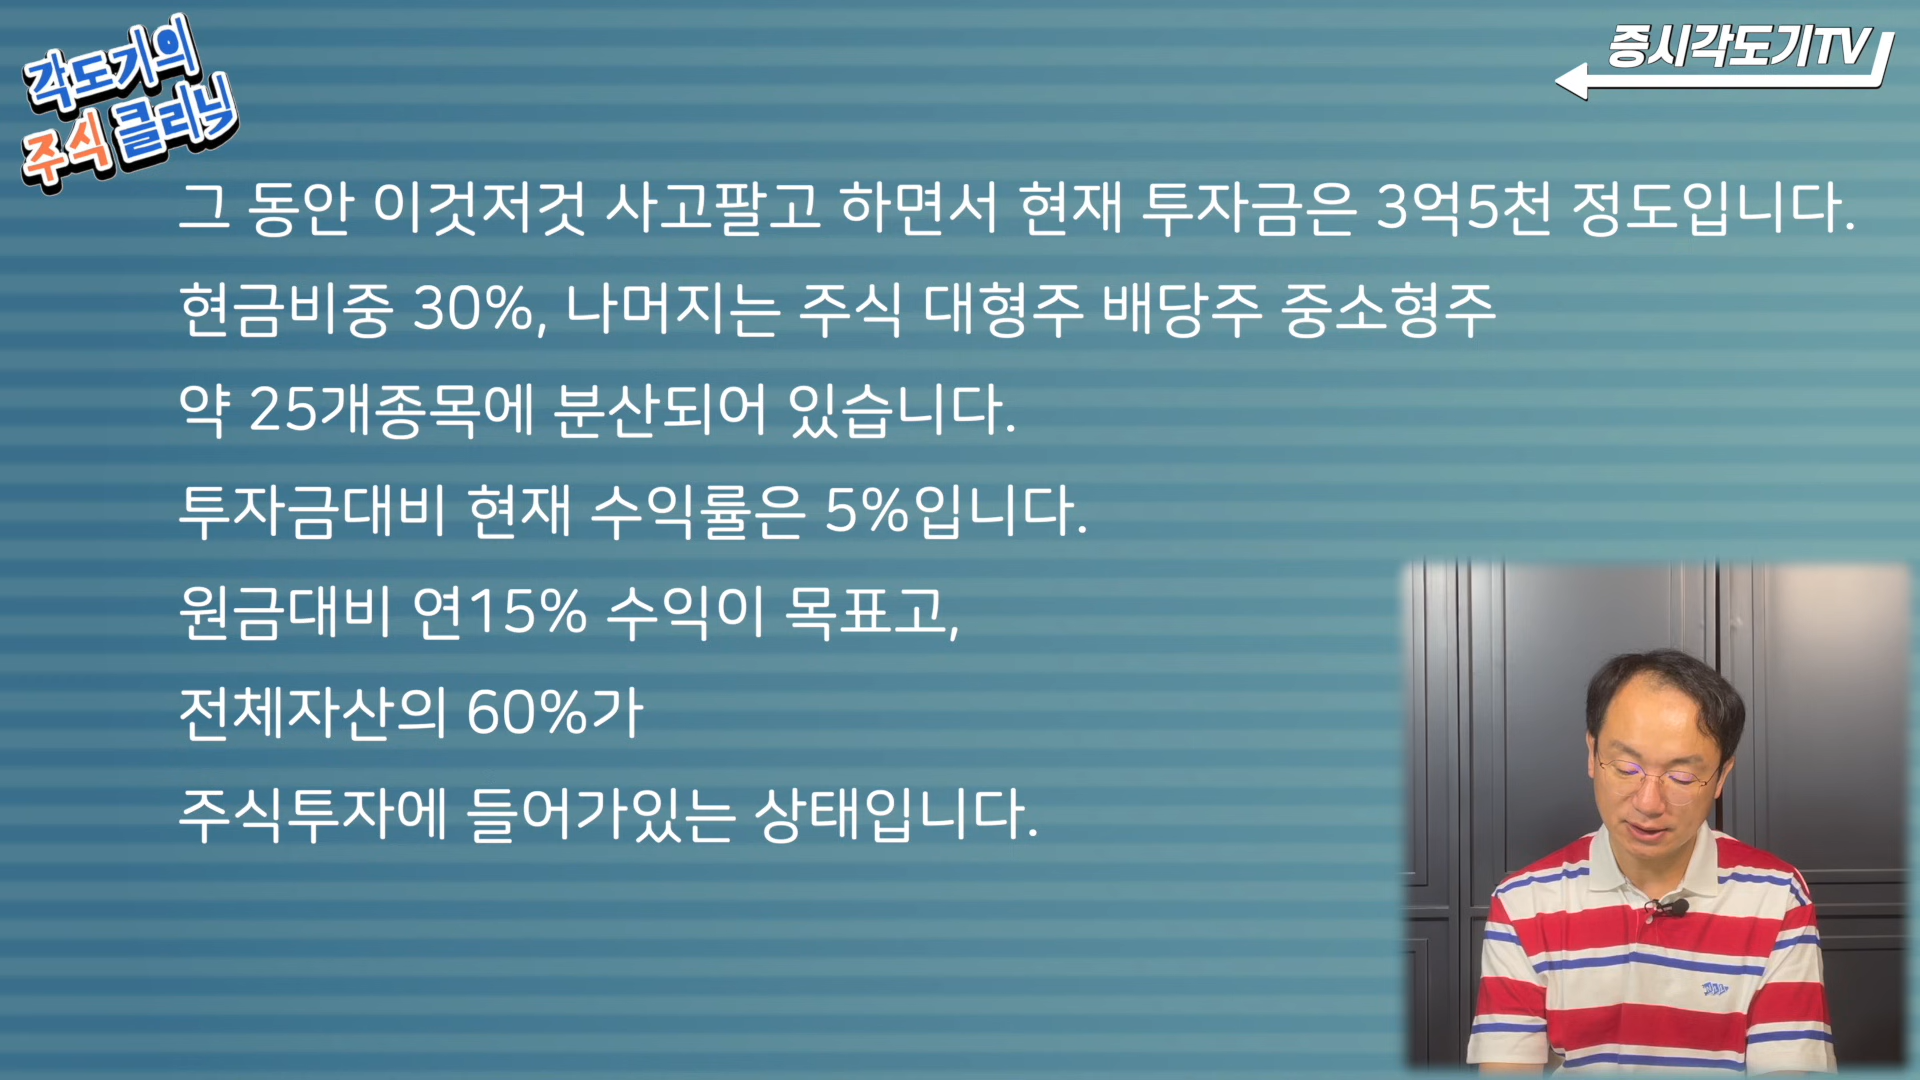 각도기의
주식 클리닉
증시각도기TV
그 동안 이것저것 사고팔고 하면서 현재 투자금은 3억5천 정도입니다.
현금비중 30%, 나머지는 주식 대형주 배당주 중소형주
약 25개종목에 분산되어 있습니다.
투자금대비 현재 수익률은 5%입니다.
원금대비 연15% 수익이 목표고,
전체자산의 60%가
주식투자에 들어가있는 상태입니다.